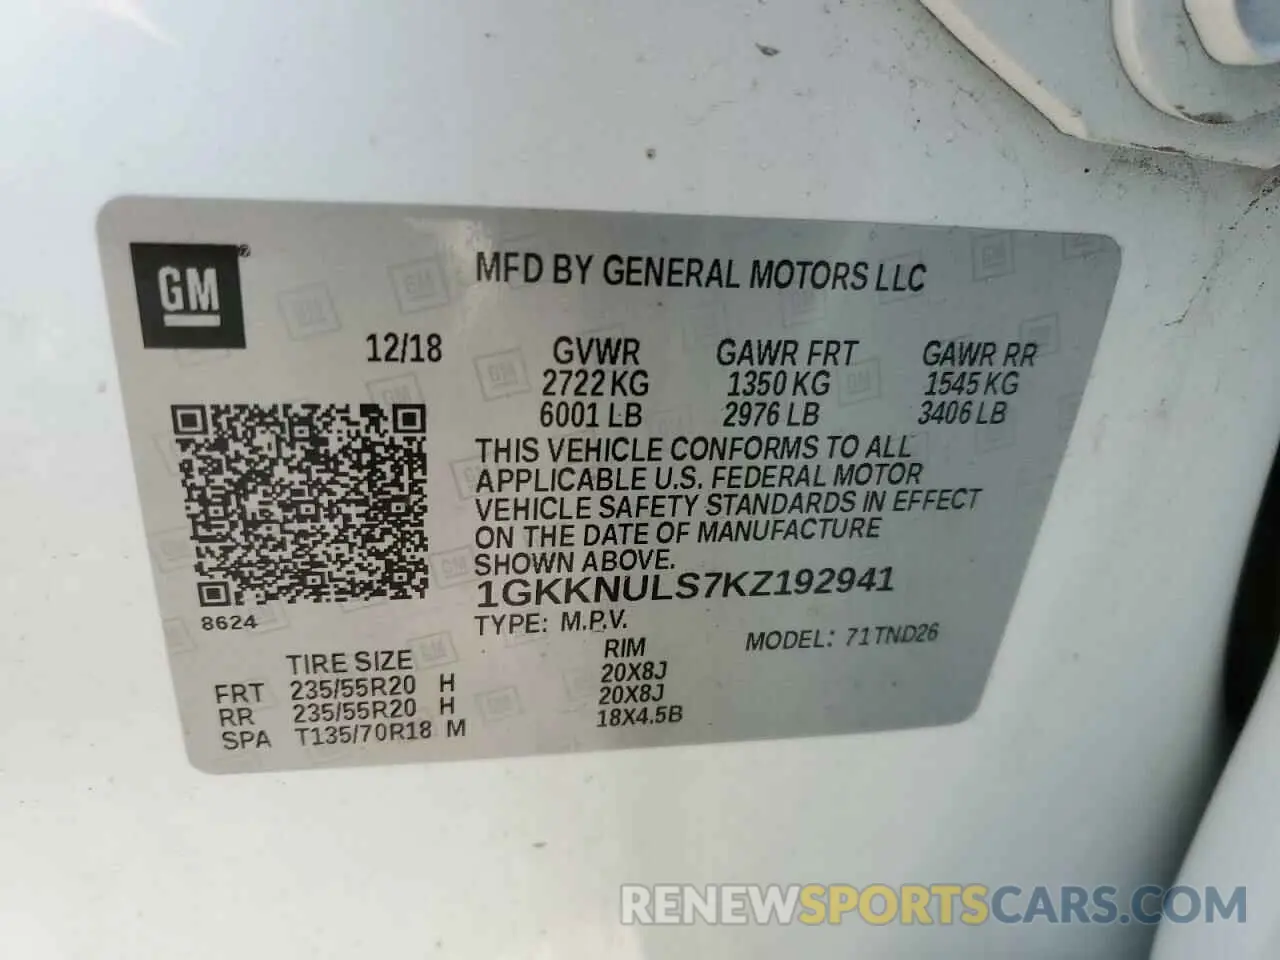 GM
MFD BY GENERAL MOTORS LLC
12/18 GVWR GAWR FRT GAWR RR
2722 KG 1350 KG 1545 KG
6001 LB 2976 LB 3406 LB
THIS VEHICLE CONFORMS TO ALL
APPLICABLE U.S. FEDERAL MOTOR
VEHICLE SAFETY STANDARDS IN EFFECT
ON THE DATE OF MANUFACTURE
SHOWN ABOVE.
1GKKNULS7KZ192941
8624
TYPE: M.P.V. MODEL: 71TND26
TIRE SIZE RIM
FRT 235/55R20 H 20X8J
RR 235/55R20 H 20X8J
SPA T135/70R18 M 18X4.5B
RENEWSPORTSCARS.COM